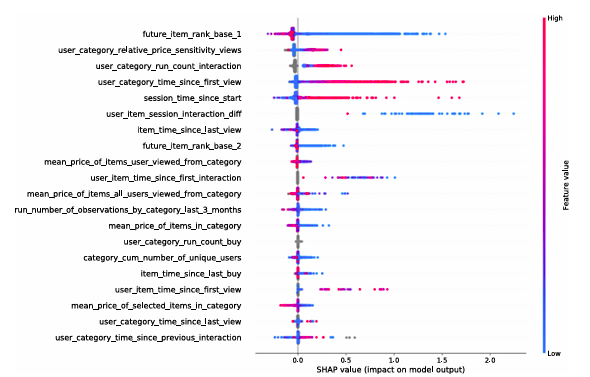 High
future_item_rank_base_1
user_category_relative_price_sensitivity_views
user_category_run_count_interaction
user_category_time_since_first_view
session_time_since_start
user_item_session_interaction_diff
item_time_since_last_view
future_item_rank_base_2
mean_price_of_items_user_viewed_from_category
user_item_time_since_first_interaction
mean_price_of_items_all_users_viewed_from_category
run_number_of_observations_by_category_last_3_months
mean_price_of_items_in_category
user_category_run_count_buy
category_cum_number_of_unique_users
item_time_since_last_buy
user_item_time_since_first_view
mean_price_of_selected_items_in_category
user_category_time_since_last_view
user_category_time_since_previous_interaction
Feature value
Low
0.0 0.5 1.0 1.5 2.0
SHAP value (impact on model output)